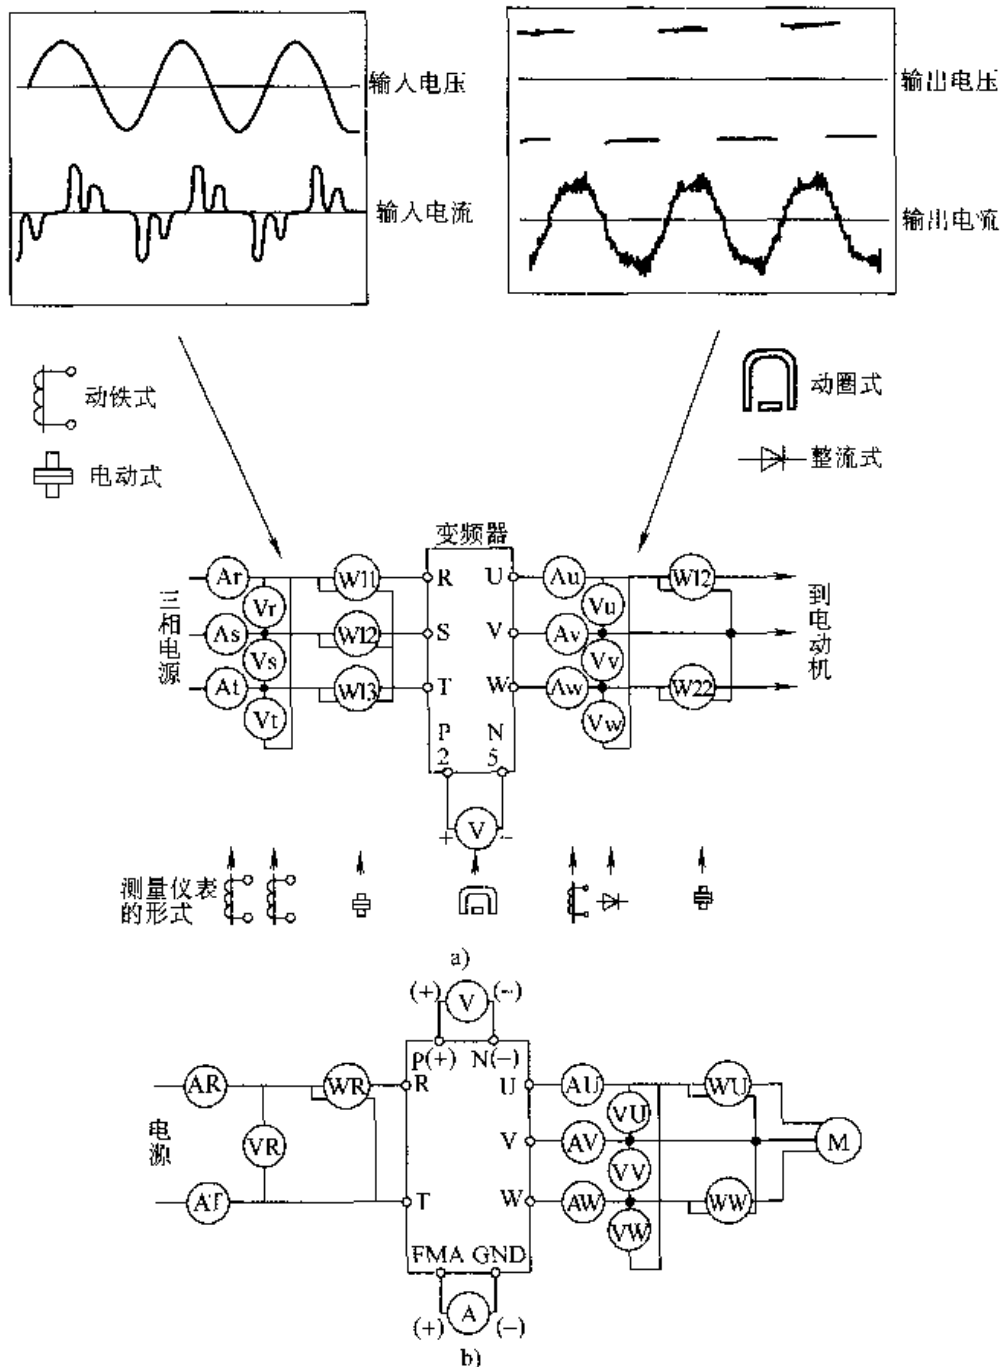 输入电压
输入电流
输出电压
输出电流
动铁式
电动式
动圈式
整流式
变频器
三相电源
Ar
Vr
As
Vs
At
Vt
W11
W12
W13
R
S
T
U
V
W
P
2
N
5
Au
Vu
Av
Vv
Aw
Vw
W12
W22
到电动机
+
V
-
测量仪表
的形式
a)
(+)
V
(-)
P(+)
N(-)
电源
AR
WR
R
VR
AT
T
U
AU
VU
WU
V
AV
VV
M
W
AW
VW
WW
FMA
GND
(+)
A
(-)
b)